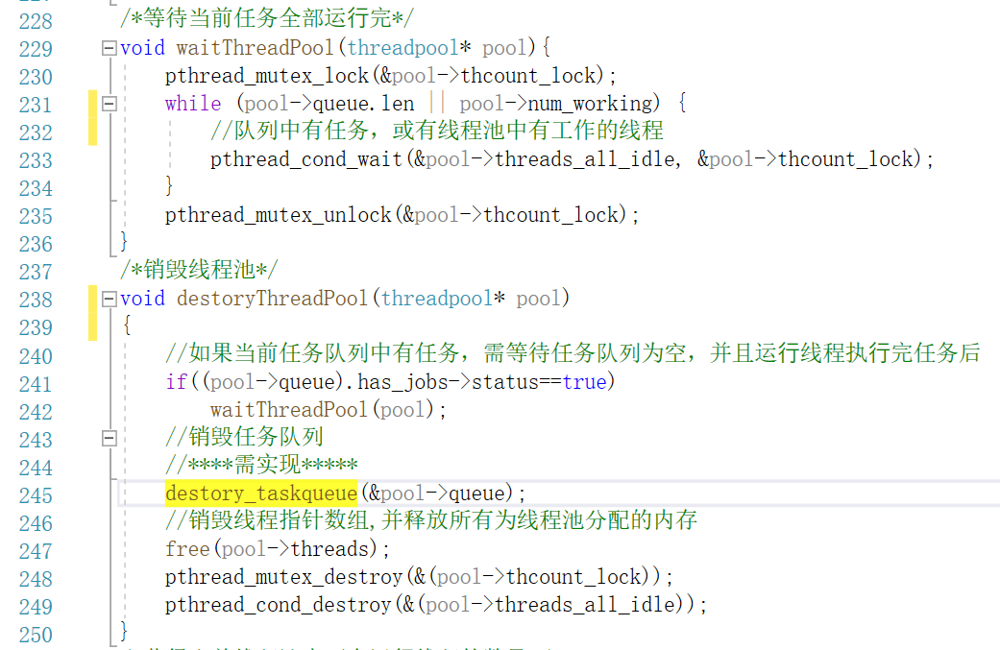 228 /*等待当前任务全部运行完*/
229 void waitThreadPool(threadpool* pool){
230 pthread_mutex_lock(&pool->thcount_lock);
231 while (pool->queue.len || pool->num_working) {
232 //队列中有任务，或有线程池中有工作的线程
233 pthread_cond_wait(&pool->threads_all_idle, &pool->thcount_lock);
234 }
235 pthread_mutex_unlock(&pool->thcount_lock);
236 }
237 /*销毁线程池*/
238 void destoryThreadPool(threadpool* pool)
239 {
240 //如果当前任务队列中有任务，需等待任务队列为空，并且运行线程执行完任务后
241 if((pool->queue).has_jobs->status==true)
242 waitThreadPool(pool);
243 //销毁任务队列
244 //****需实现*****
245 destory_taskqueue(&pool->queue);
246 //销毁线程指针数组,并释放所有为线程池分配的内存
247 free(pool->threads);
248 pthread_mutex_destroy(&(pool->thcount_lock));
249 pthread_cond_destroy(&(pool->threads_all_idle));
250 }